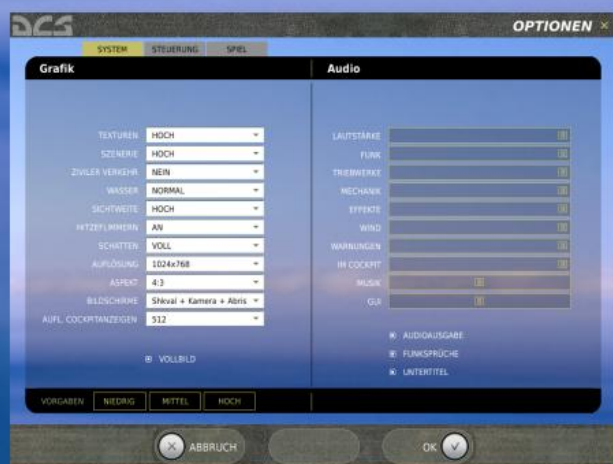 DCS
OPTIONEN
SYSTEM STEUERUNG SPIEL
Grafik
TEXTUREN HOCH
SZENERIE HOCH
ZIVILER VERKEHR NEIN
WASSER NORMAL
SICHTWEITE HOCH
HITZEFLIMMERN AN
SCHATTEN VOLL
AUFLÖSUNG 1024x768
ASPEKT 4:3
BILDSCHIRME Shkval + Kamera + Abris
AUFL. COCKPITANZEIGEN 512
VOLLBILD
Audio
LAUTSTÄRKE
FUNK
TRIEBWERKE
MECHANIK
EFFEKTE
WIND
WARNUNGEN
IM COCKPIT
MUSIK
GUI
AUDIOAUSGABE
FUNKSPRÜCHE
UNTERTITEL
VORGABEN NIEDRIG MITTEL HOCH
ABBRUCH OK